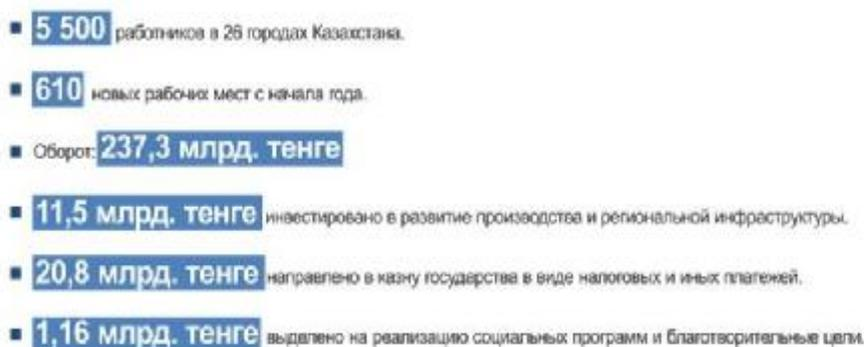 5 500 работников в 26 городах Казахстана.
610 новых рабочих мест с начала года.
Оборот: 237,3 млрд. тенге
11,5 млрд. тенге инвестировано в развитие производства и региональной инфраструктуры.
20,8 млрд. тенге направлено в казну государства в виде налоговых и иных платежей.
1,16 млрд. тенге выделено на реализацию социальных программ и благотворительные цели.